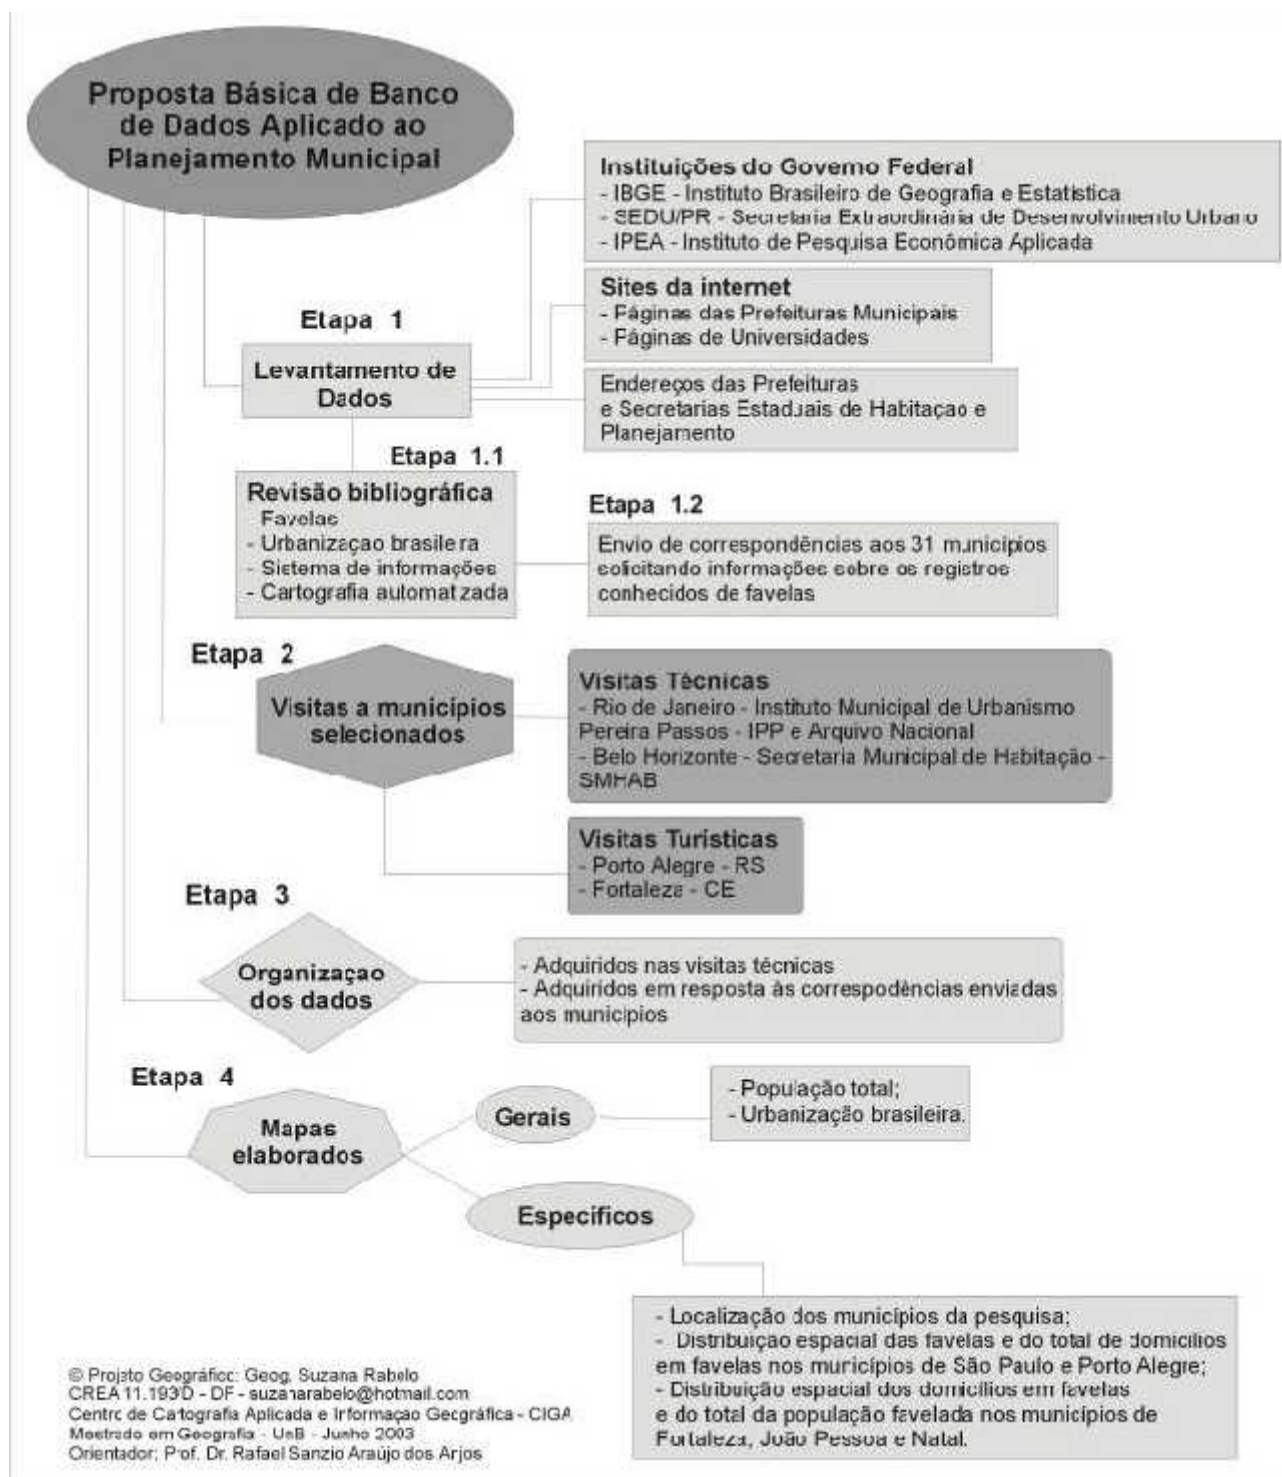 Proposta Básica de Banco
de Dados Aplicado ao
Planejamento Municipal
Instituições do Governo Federal
- IBGE - Instituto Brasileiro de Geografia e Estatística
- SEDU/PR - Secretaria Extraordinária de Desenvolvimento Urbano
- IPEA - Instituto de Pesquisa Econômica Aplicada
Sites da internet
- Páginas das Prefeituras Municipais
- Páginas de Universidades
Etapa 1
Levantamento de
Dados
Endereços das Prefeituras
e Secretarias Estaduais de Habitação e
Planejamento
Etapa 1.1
Revisão bibliográfica
- Favelas
- Urbanização brasileira
- Sistema de informações
- Cartografia automatizada
Etapa 1.2
Envio de correspondências aos 31 municípios
solicitando informações sobre os registros
conhecidos de favelas
Etapa 2
Visitas a municípios
selecionados
Visitas Técnicas
- Rio de Janeiro - Instituto Municipal de Urbanismo
Pereira Passos - IPP e Arquivo Nacional
- Belo Horizonte - Secretaria Municipal de Habitação -
SMHAB
Visitas Turísticas
- Porto Alegre - RS
- Fortaleza - CE
Etapa 3
Organização
dos dados
- Adquiridos nas visitas técnicas
- Adquiridos em resposta às correspodências enviadas
aos municípios
Etapa 4
Mapas
elaborados
Gerais
- População total;
- Urbanização brasileira.
Específicos
- Localização dos municípios da pesquisa;
- Distribuição espacial das favelas e do total de domicílios
em favelas nos municípios de São Paulo e Porto Alegre;
- Distribuição espacial dos domicílios em favelas
e do total da população favelada nos municípios de
Fortaleza, João Pessoa e Natal.
© Projeto Geográfico: Geog. Suzana Rabelo
CREA 11.193/D - DF - suzanarabelo@hotmail.com
Centro de Cartografia Aplicada e Informação Geográfica - CIGA
Mestrado em Geografia - UnB - Junho 2003
Orientador: Prof. Dr. Rafael Sanzio Araújo dos Anjos